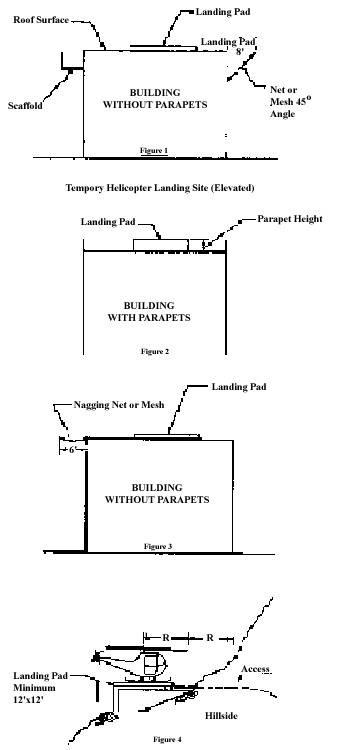 Landing Pad
Roof Surface
Landing Pad
8'
BUILDING
WITHOUT PARAPETS
Net or
Mesh 45°
Angle
Scaffold
Figure 1
Tempory Helicopter Landing Site (Elevated)
Landing Pad
Parapet Height
BUILDING
WITH PARAPETS
Figure 2
Landing Pad
Nagging Net or Mesh
6'
BUILDING
WITHOUT PARAPETS
Figure 3
R R
Landing Pad
Minimum
12'x12'
Access
Hillside
Figure 4